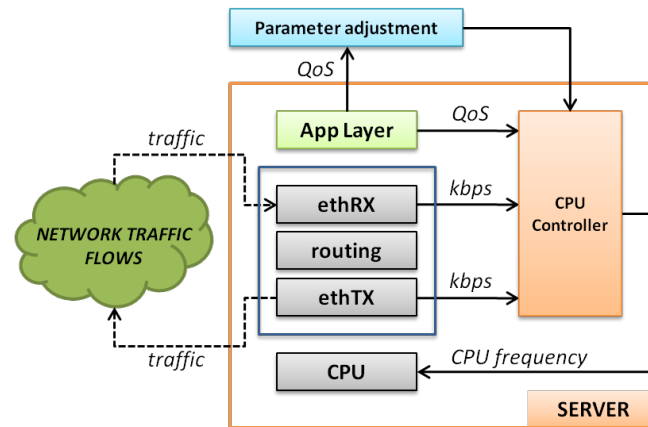 Parameter adjustment
QoS
App Layer
QoS
traffic
ethRX
kbps
CPU
Controller
NETWORK TRAFFIC
FLOWS
routing
ethTX
kbps
traffic
CPU
CPU frequency
SERVER